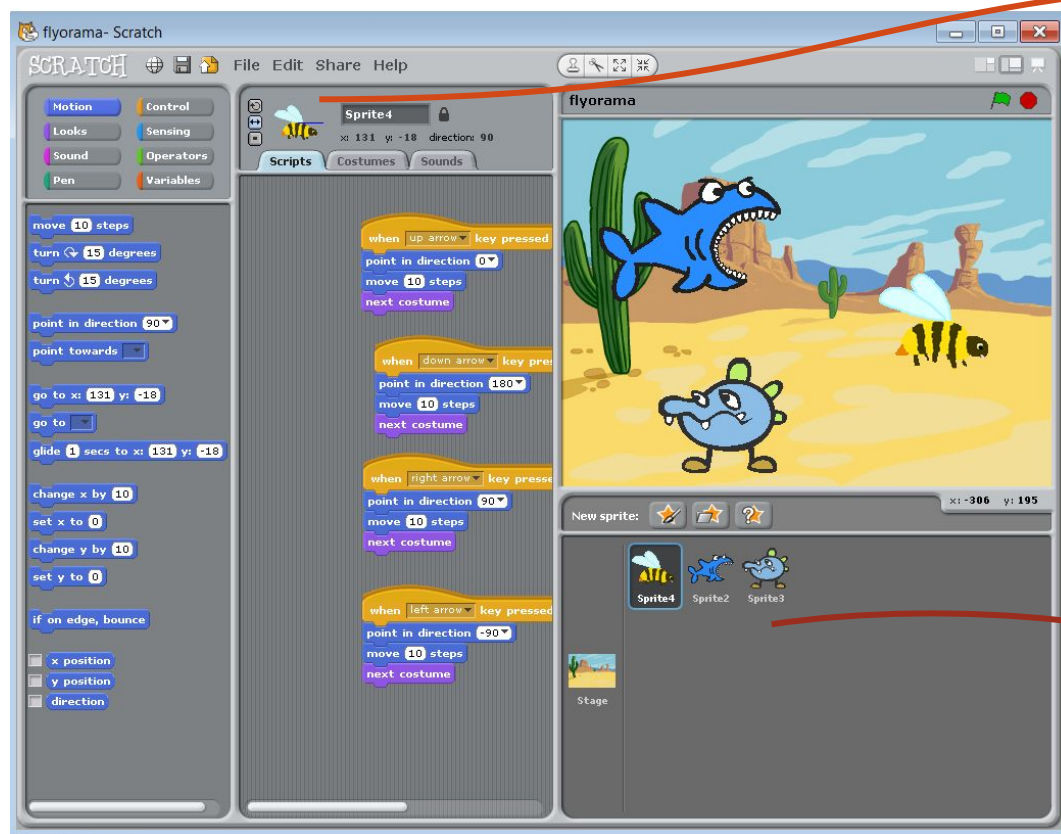 flyorama- Scratch
SCRATCH File Edit Share Help
Motion Control
Looks Sensing
Sound Operators
Pen Variables
move 10 steps
turn 15 degrees
turn 15 degrees
point in direction 90
point towards
go to x: 131 y: -18
go to
glide 1 secs to x: 131 y: -18
change x by 10
set x to 0
change y by 10
set y to 0
if on edge, bounce
x position
y position
direction
Sprite4
x: 131 y: -18 direction: 90
Scripts Costumes Sounds
when up arrow key pressed
point in direction 0
move 10 steps
next costume
when down arrow key pres
point in direction 180
move 10 steps
next costume
when right arrow key presse
point in direction 90
move 10 steps
next costume
when left arrow key pressed
point in direction -90
move 10 steps
next costume
flyorama
x: -306 y: 195
New sprite:
Sprite4 Sprite2 Sprite3
Stage